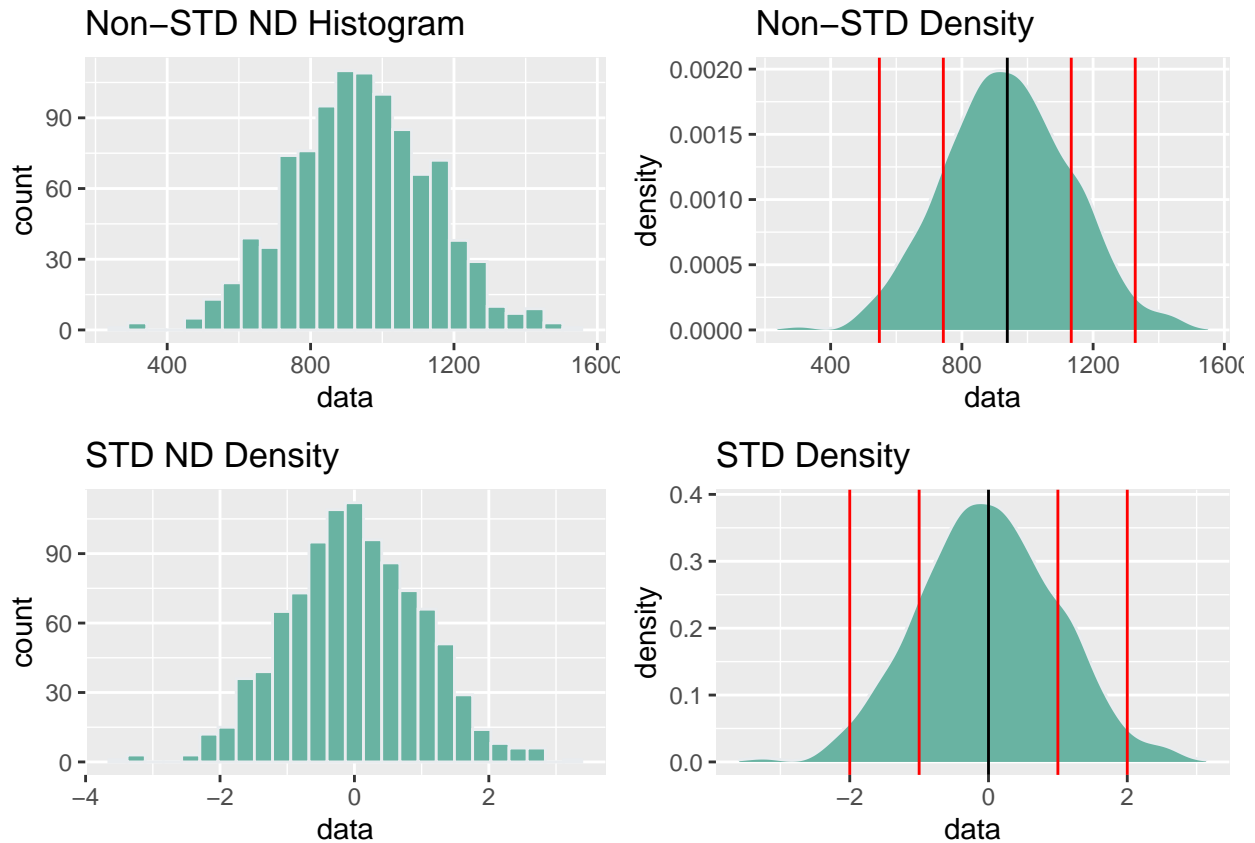 Non−STD ND Histogram
count
90
60
30
0
400 800 1200 1600
data
Non−STD Density
density
0.0020
0.0015
0.0010
0.0005
0.0000
400 800 1200 1600
data
STD ND Density
count
90
60
30
0
−4 −2 0 2
data
STD Density
density
0.4
0.3
0.2
0.1
0.0
−2 0 2
data